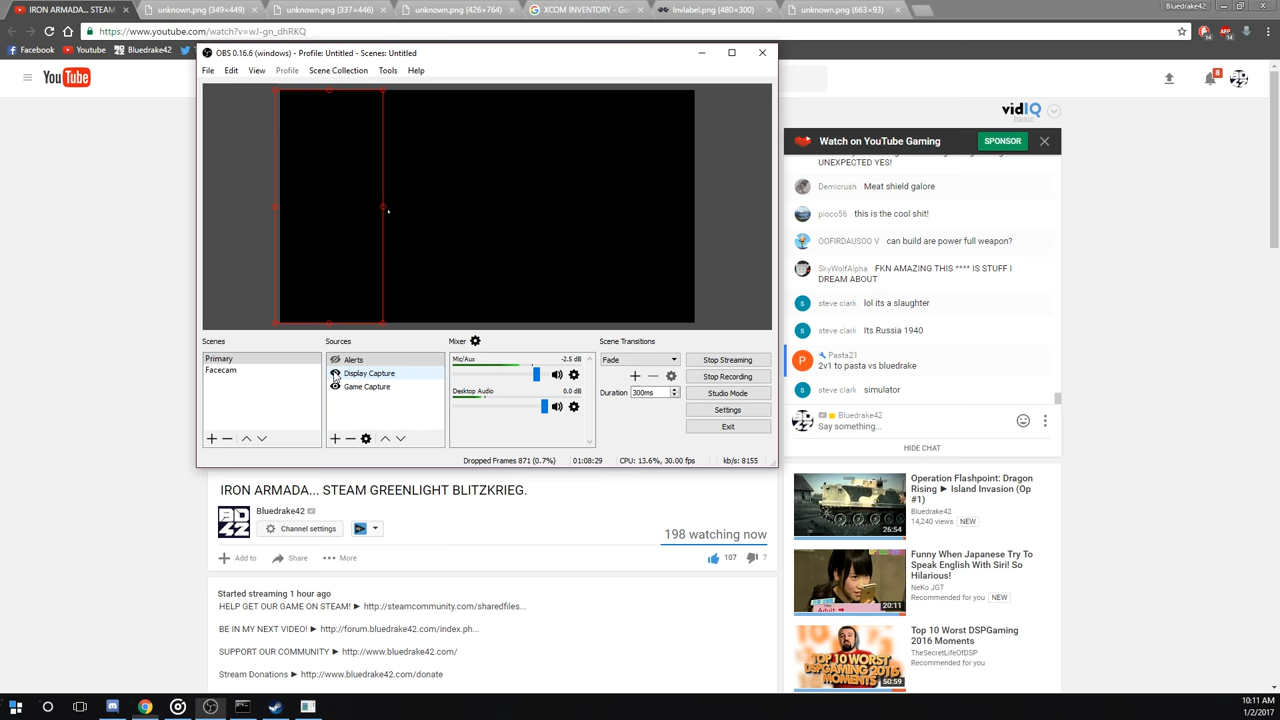 IRON ARMADA... STEAM G
unknown.png (349×449)
unknown.png (337×446)
unknown.png (426×764)
XCOM INVENTORY - Goo
Invlabel.png (480×300)
unknown.png (663×93)
Bluedrake42
https://www.youtube.com/watch?v=wJ-gn_dhRKQ
Facebook
Youtube
Bluedrake42
OBS 0.16.6 (windows) - Profile: Untitled - Scenes: Untitled
File Edit View Profile Scene Collection Tools Help
YouTube
8
vidIQ
basic
Watch on YouTube Gaming
SPONSOR
UNEXPECTED YES!
Demicrush Meat shield galore
pioco56 this is the cool shit!
OOFIRDAUSOO V can build are power full weapon?
SkyWolfAlpha FKN AMAZING THIS **** IS STUFF I
DREAM ABOUT
steve clark lol its a slaughter
steve clark Its Russia 1940
Pasta21
2v1 to pasta vs bluedrake
steve clark simulator
Bluedrake42
Say something...
HIDE CHAT
Scenes
Primary
Facecam
Sources
Alerts
Display Capture
Game Capture
Mixer
Mic/Aux -2.5 dB
Desktop Audio 0.0 dB
Scene Transitions
Fade
Duration 300ms
Stop Streaming
Stop Recording
Studio Mode
Settings
Exit
Dropped Frames 871 (0.7%) 01:08:29 CPU: 13.6%, 30.00 fps kb/s: 8155
IRON ARMADA... STEAM GREENLIGHT BLITZKRIEG.
Bluedrake42
Channel settings
198 watching now
Add to Share More
107 7
Started streaming 1 hour ago
HELP GET OUR GAME ON STEAM! ► http://steamcommunity.com/sharedfiles...
BE IN MY NEXT VIDEO! ► http://forum.bluedrake42.com/index.ph...
SUPPORT OUR COMMUNITY ► http://www.bluedrake42.com/
Stream Donations ► http://www.bluedrake42.com/donate
Operation Flashpoint: Dragon
Rising ► Island Invasion (Op
#1)
Bluedrake42
14,240 views NEW
26:54
Funny When Japanese Try To
Speak English With Siri! So
Hilarious!
NeKo JGT
Recommended for you NEW
20:11
Top 10 Worst DSPGaming
2016 Moments
TheSecretLifeOfDSP
Recommended for you
TOP 10 WORST
DSPGAMING 2016
MOMENTS
50:59
10:11 AM
1/2/2017